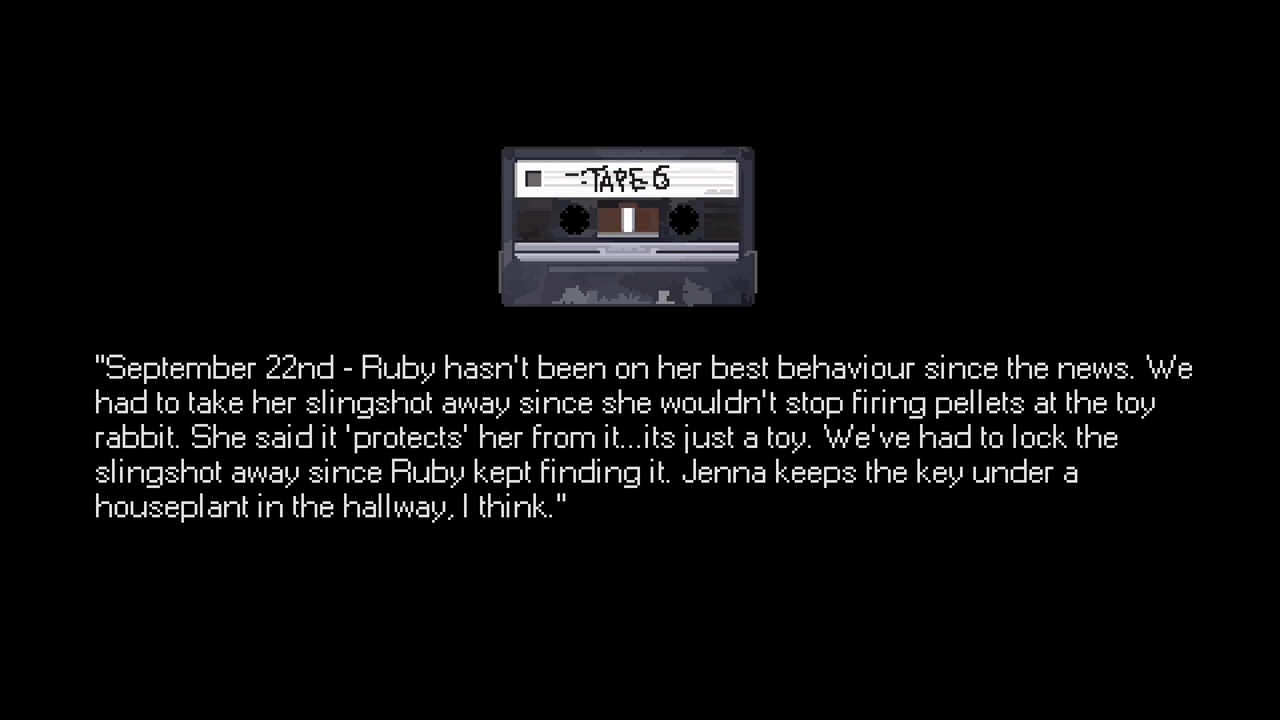 TAPE 6
"September 22nd - Ruby hasn't been on her best behaviour since the news. We
had to take her slingshot away since she wouldn't stop firing pellets at the toy
rabbit. She said it 'protects' her from it...its just a toy. We've had to lock the
slingshot away since Ruby kept finding it. Jenna keeps the key under a
houseplant in the hallway, I think."